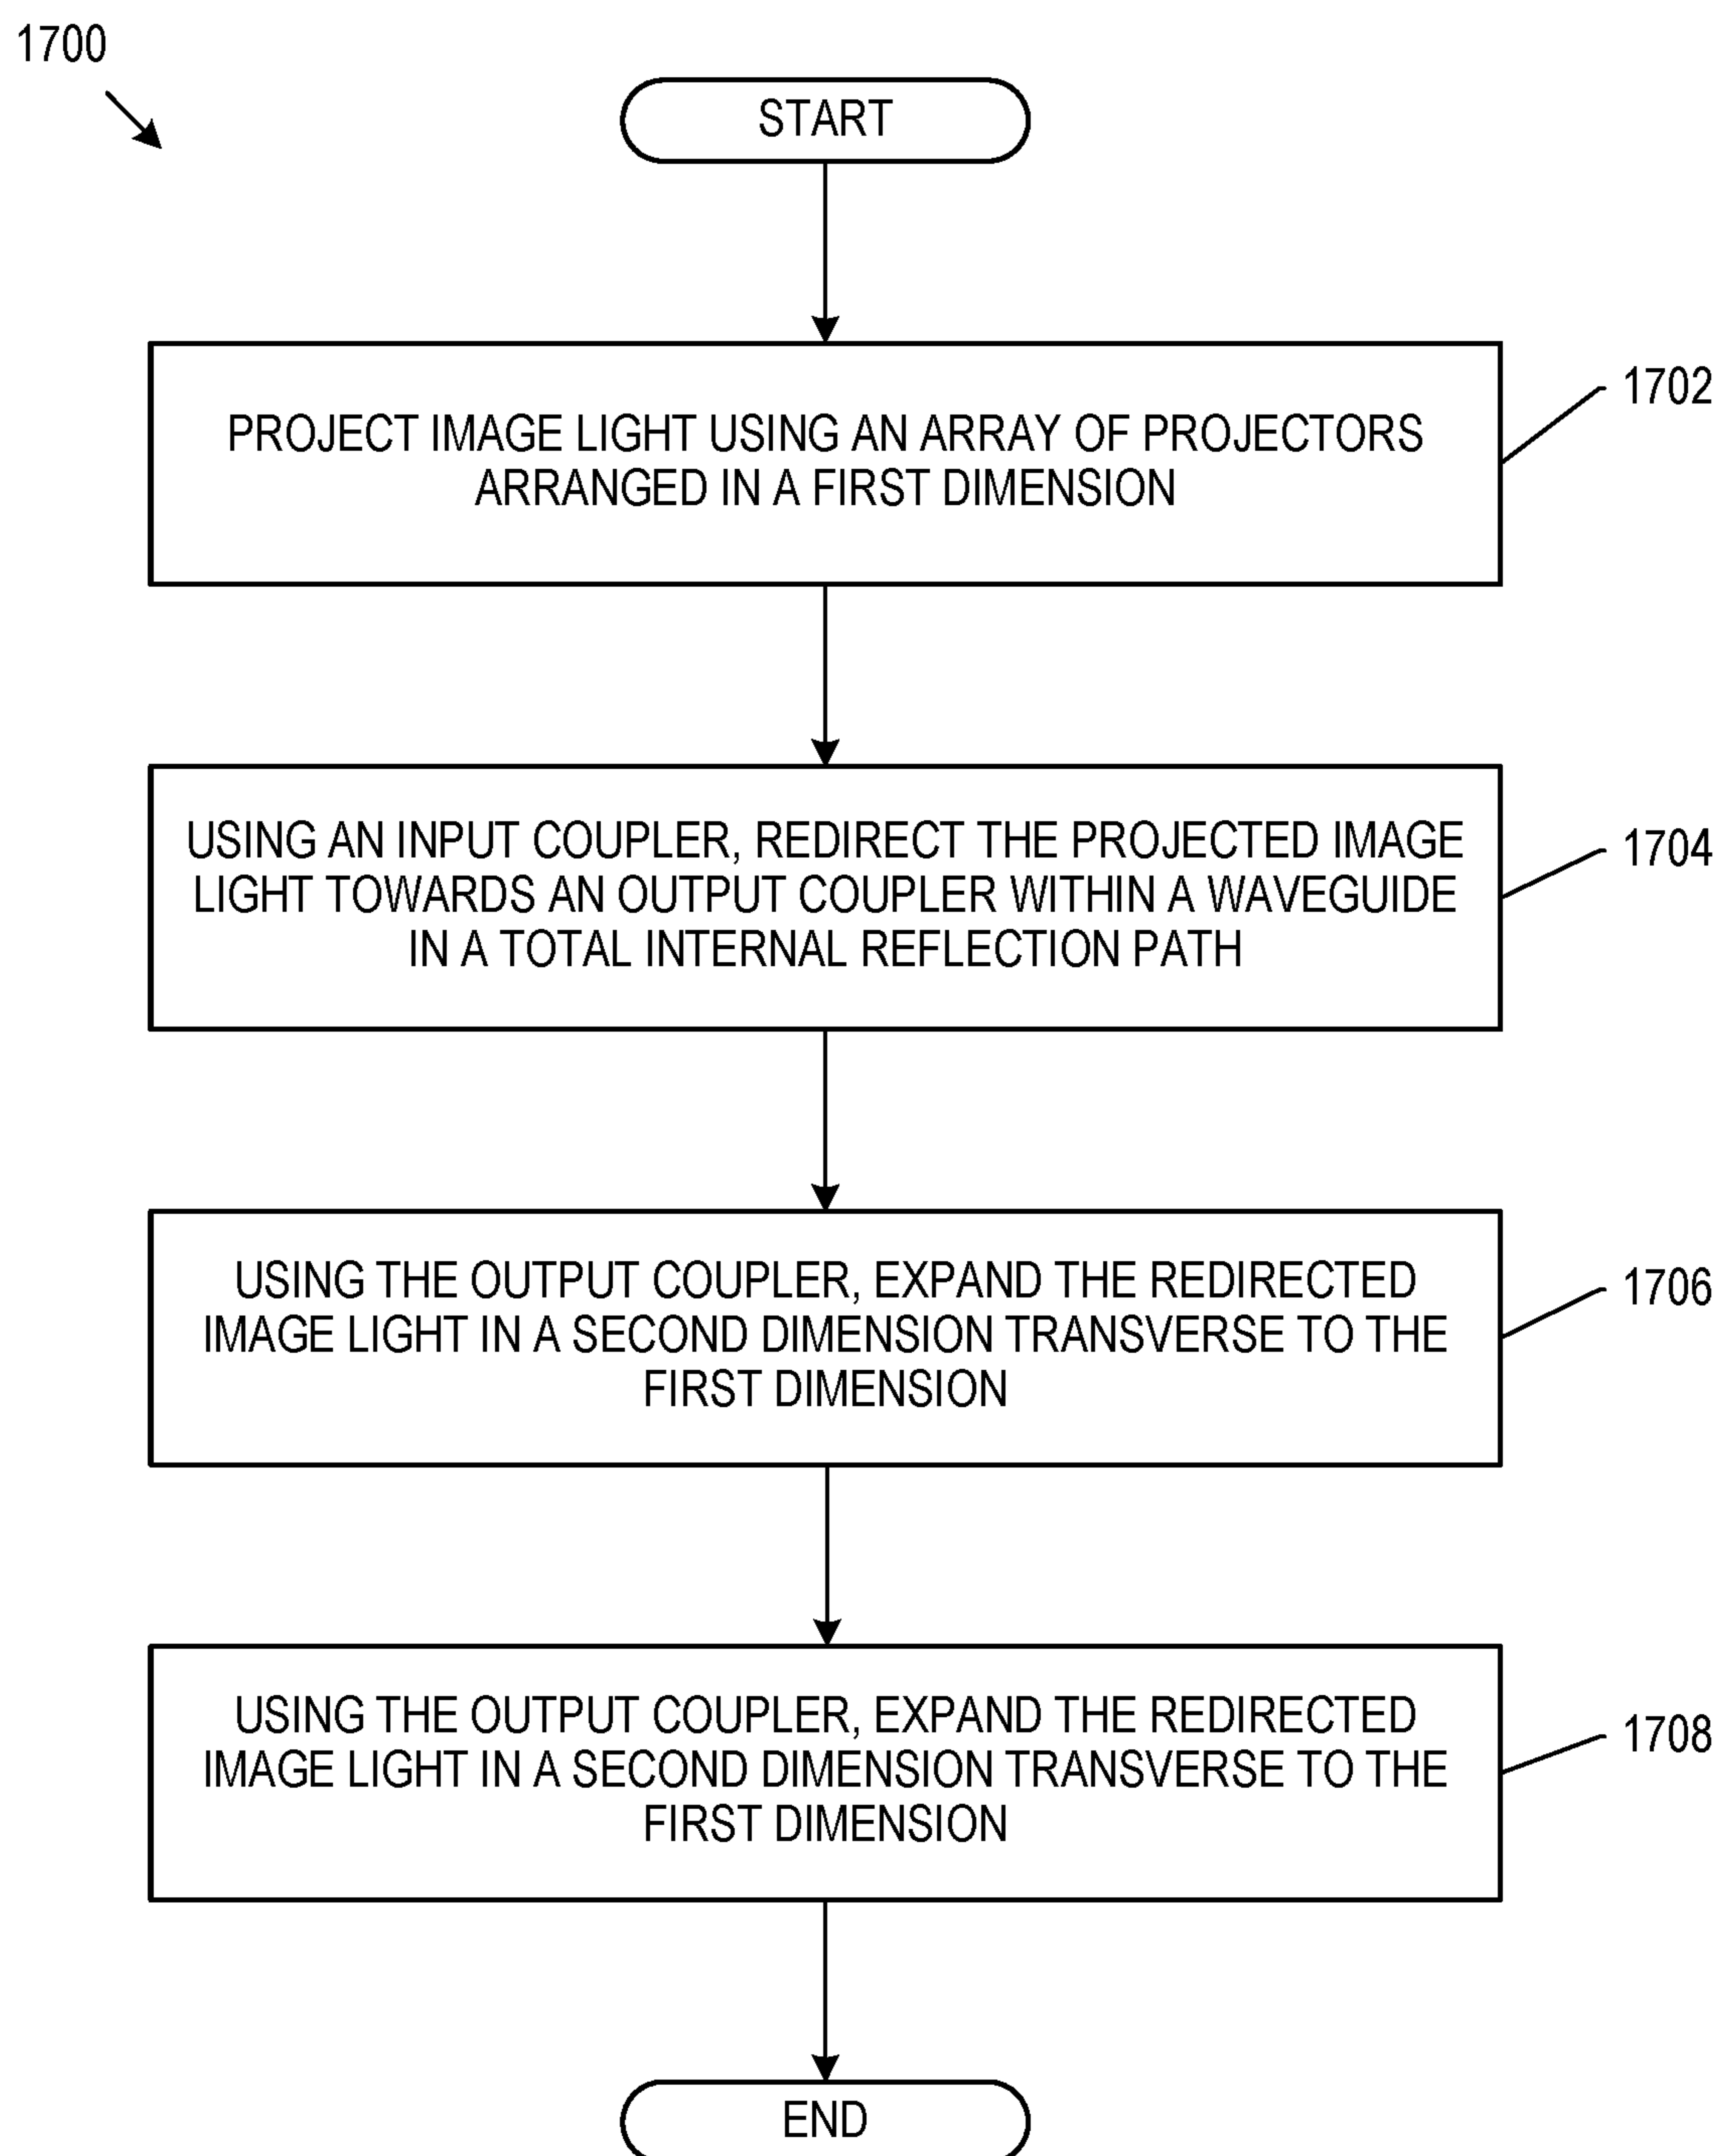 1700
START
PROJECT IMAGE LIGHT USING AN ARRAY OF PROJECTORS
ARRANGED IN A FIRST DIMENSION
1702
USING AN INPUT COUPLER, REDIRECT THE PROJECTED IMAGE
LIGHT TOWARDS AN OUTPUT COUPLER WITHIN A WAVEGUIDE
IN A TOTAL INTERNAL REFLECTION PATH
1704
USING THE OUTPUT COUPLER, EXPAND THE REDIRECTED
IMAGE LIGHT IN A SECOND DIMENSION TRANSVERSE TO THE
FIRST DIMENSION
1706
USING THE OUTPUT COUPLER, EXPAND THE REDIRECTED
IMAGE LIGHT IN A SECOND DIMENSION TRANSVERSE TO THE
FIRST DIMENSION
1708
END